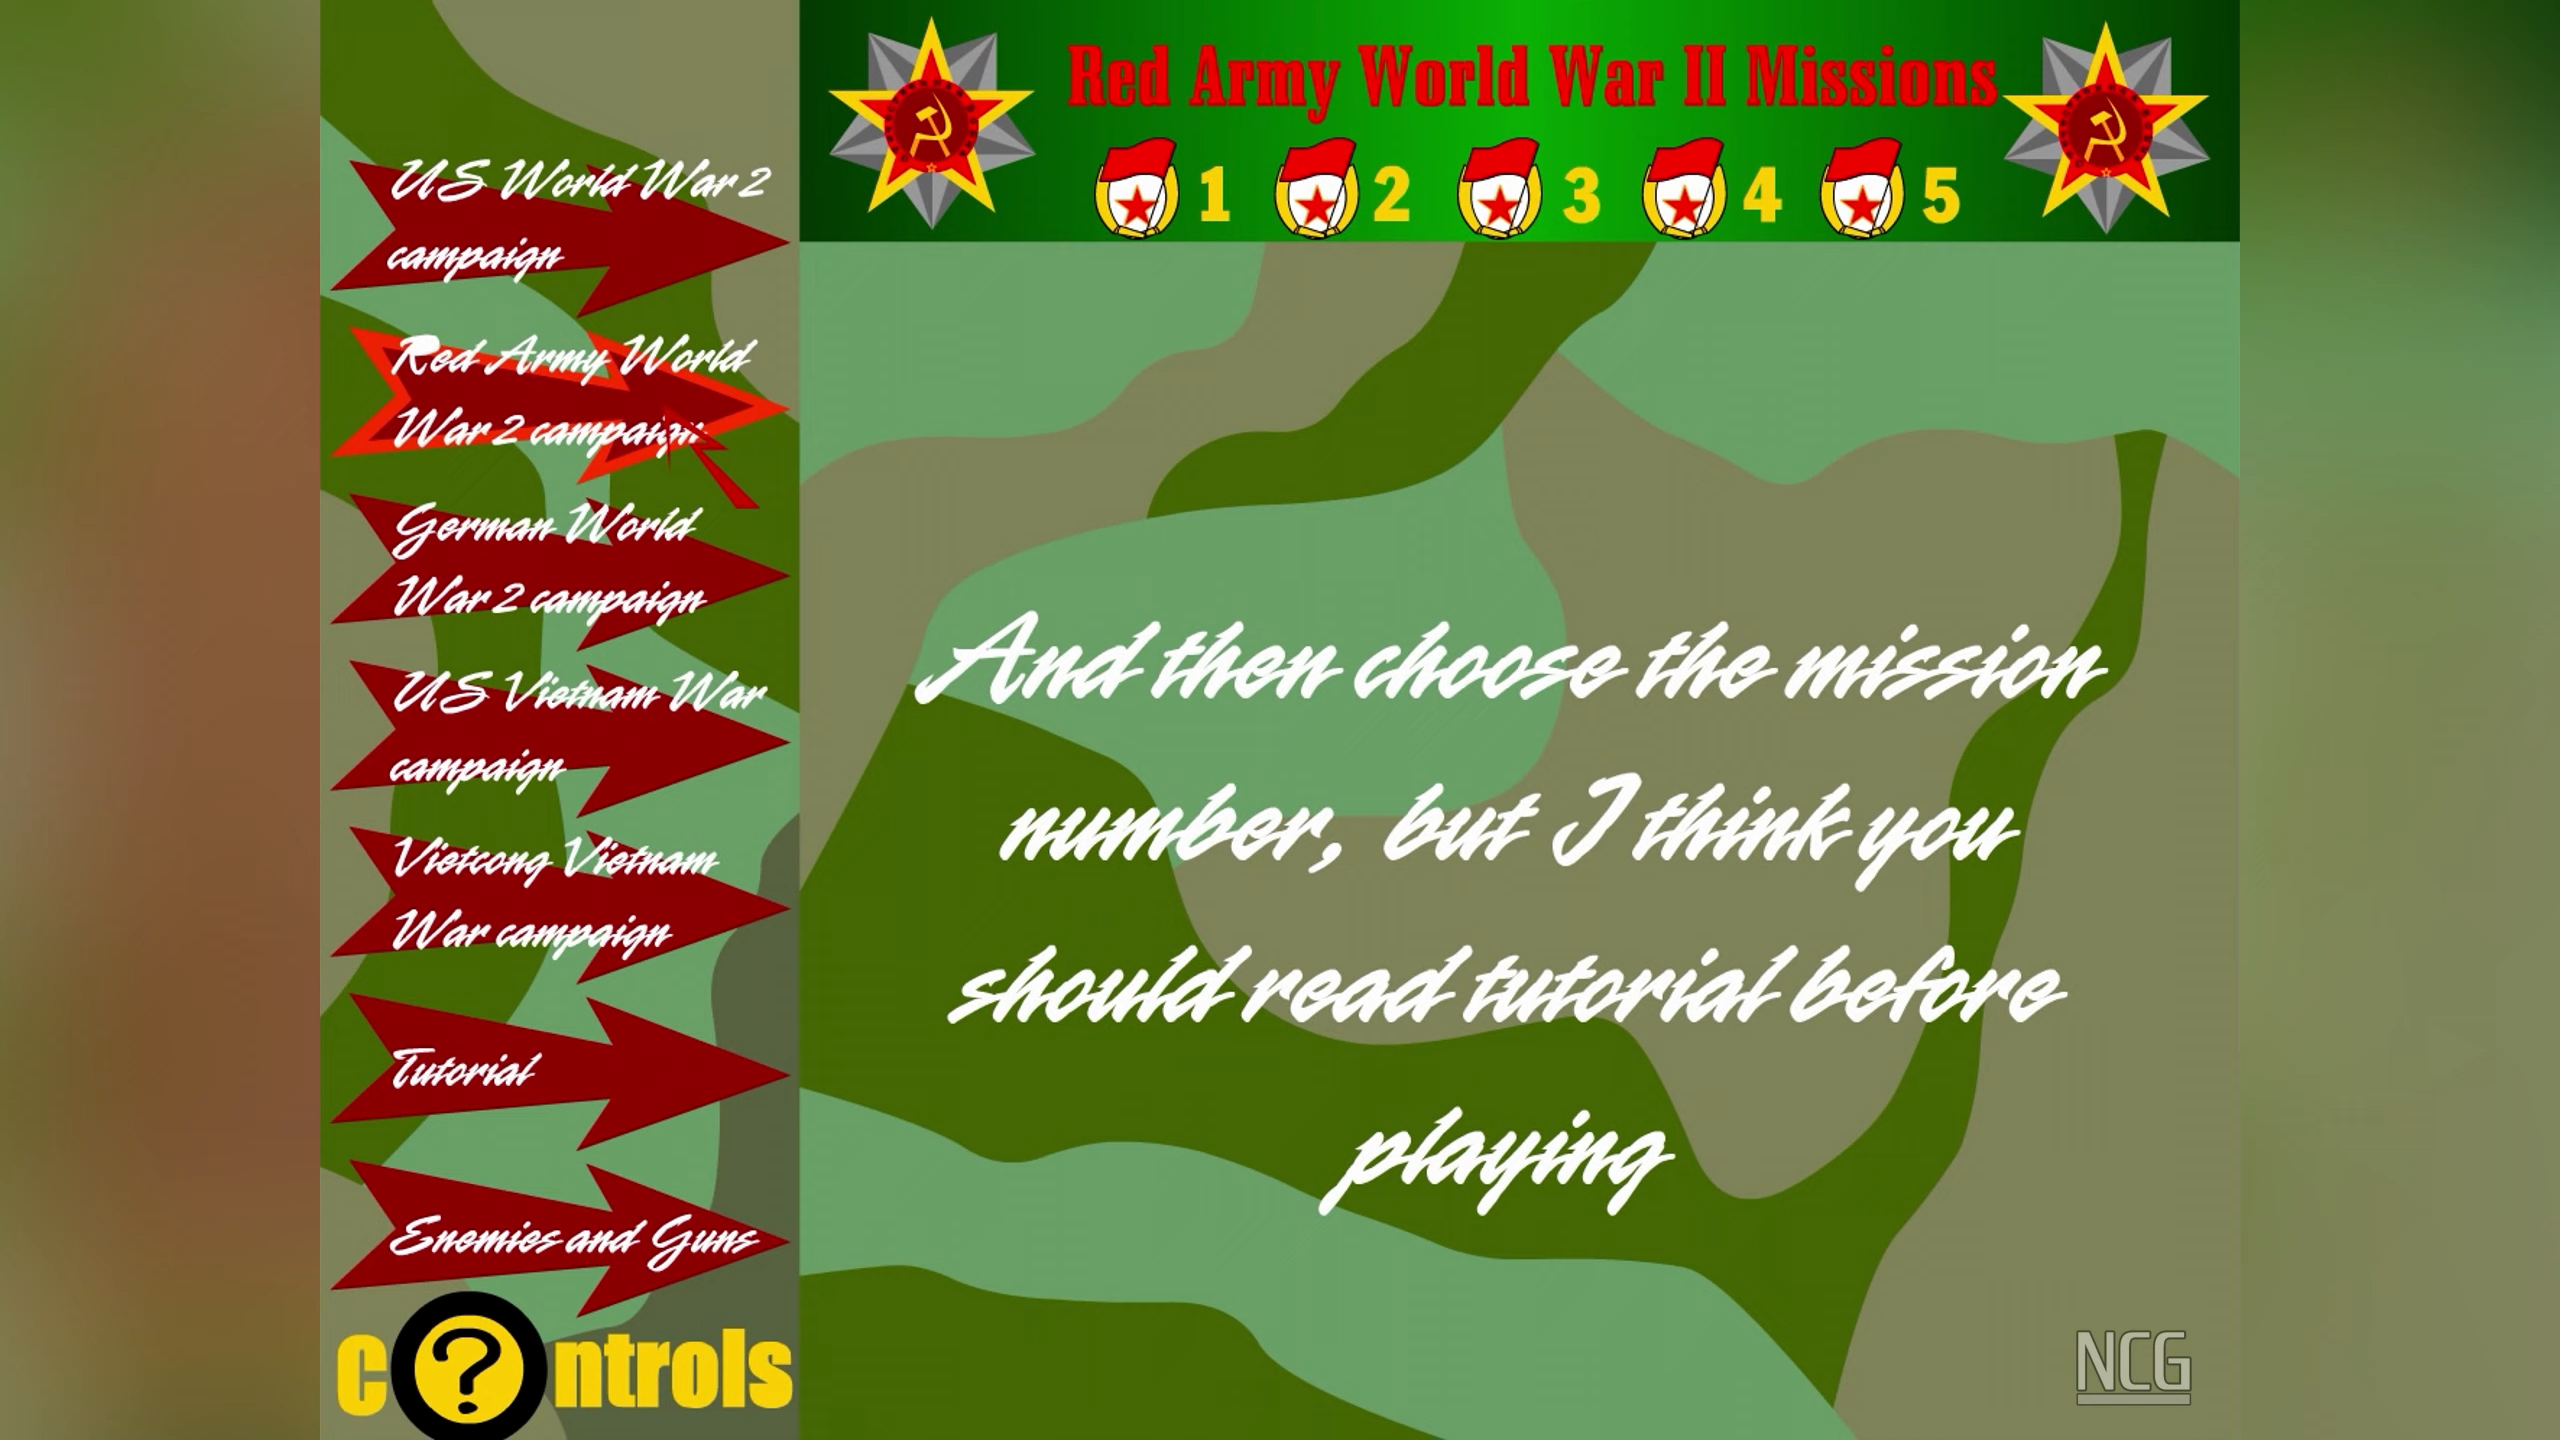 US World War 2
campaign
Red Army World
War 2 campaign
German World
War 2 campaign
US Vietnam War
campaign
Vietcong Vietnam
War campaign
Tutorial
Enemies and Guns
c?ntrols
Red Army World War II Missions
1 2 3 4 5
And then choose the mission
number, but I think you
should read tutorial before
playing
NCG